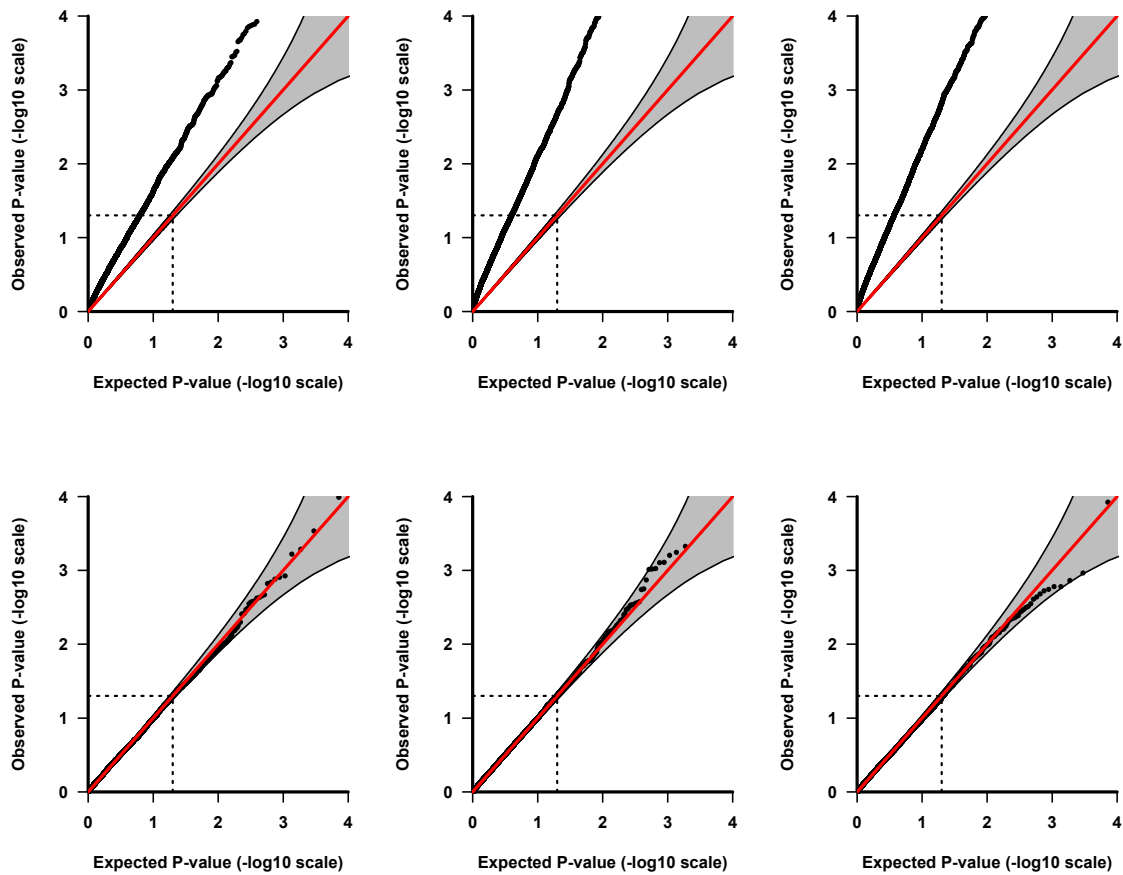 4 4 4
3 3 3
2 2 2
1 1 1
0 0 0
Observed P-value (-log10 scale) Observed P-value (-log10 scale) Observed P-value (-log10 scale)
0 1 2 3 4 0 1 2 3 4 0 1 2 3 4
Expected P-value (-log10 scale) Expected P-value (-log10 scale) Expected P-value (-log10 scale)
4 4 4
3 3 3
2 2 2
1 1 1
0 0 0
Observed P-value (-log10 scale) Observed P-value (-log10 scale) Observed P-value (-log10 scale)
0 1 2 3 4 0 1 2 3 4 0 1 2 3 4
Expected P-value (-log10 scale) Expected P-value (-log10 scale) Expected P-value (-log10 scale)